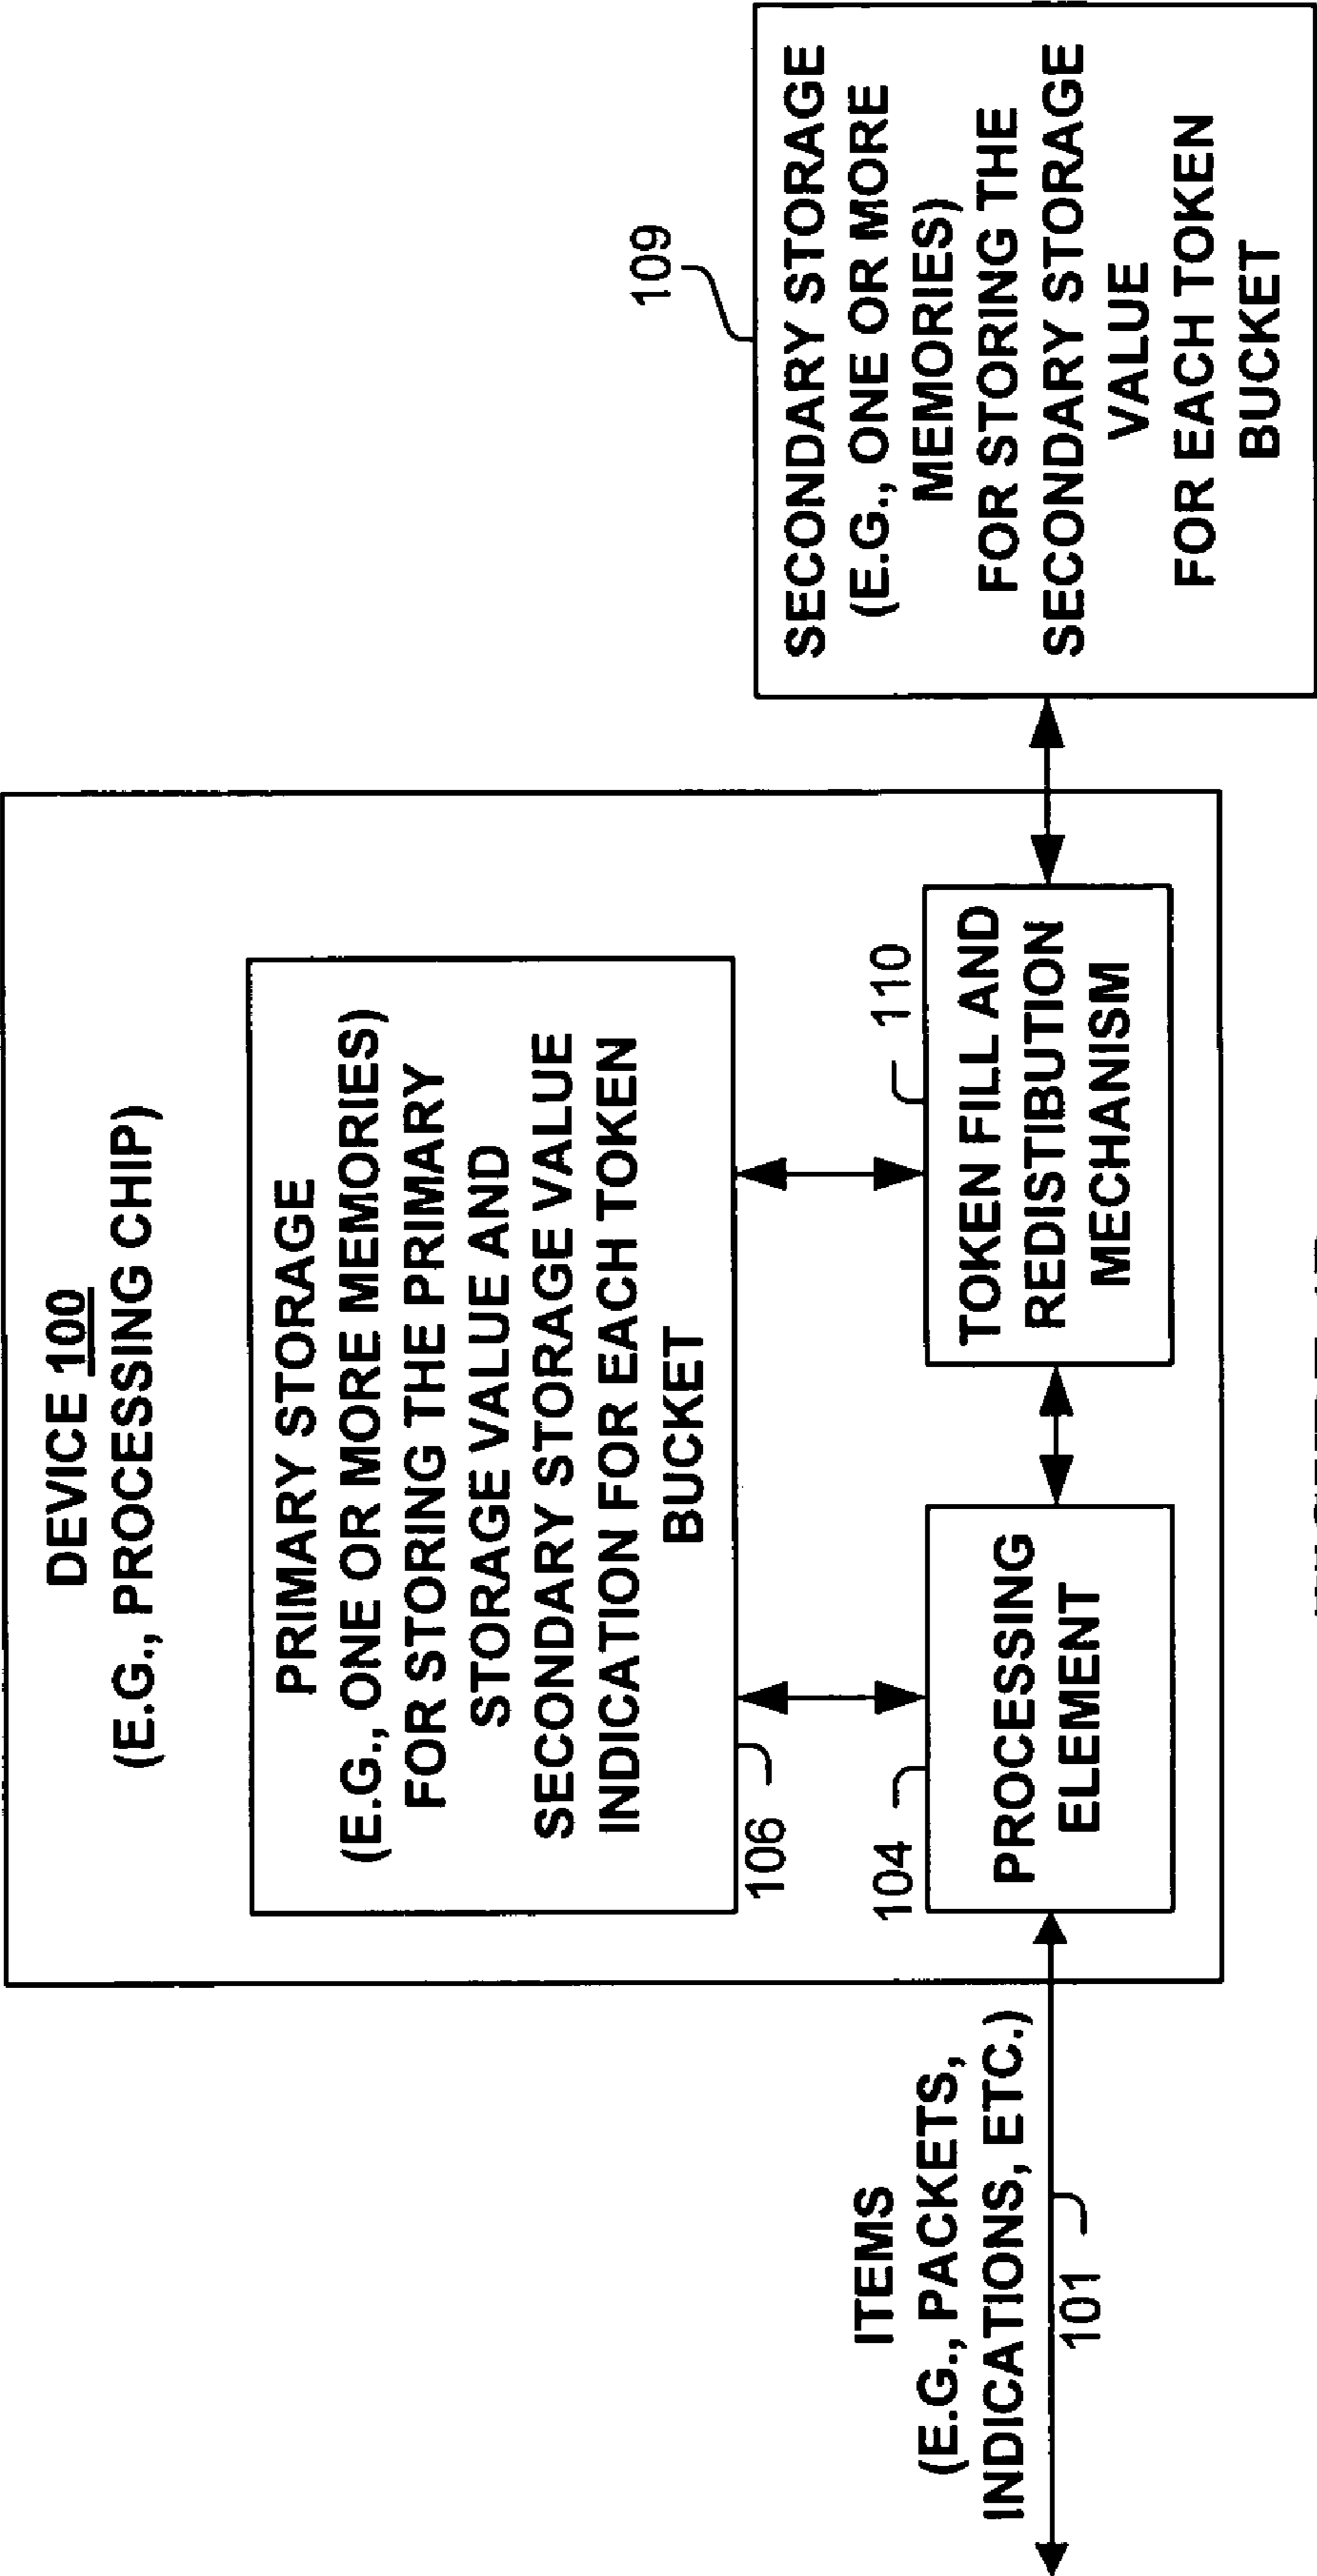 DEVICE 100
(E.G., PROCESSING CHIP)
PRIMARY STORAGE
(E.G., ONE OR MORE MEMORIES)
FOR STORING THE PRIMARY
STORAGE VALUE AND
SECONDARY STORAGE VALUE
INDICATION FOR EACH TOKEN
BUCKET
106
104
PROCESSING
ELEMENT
110
TOKEN FILL AND
REDISTIBUTION
MECHANISM
ITEMS
(E.G., PACKETS,
INDICATIONS, ETC.)
101
109
SECONDARY STORAGE
(E.G., ONE OR MORE
MEMORIES)
FOR STORING THE
SECONDARY STORAGE
VALUE
FOR EACH TOKEN
BUCKET